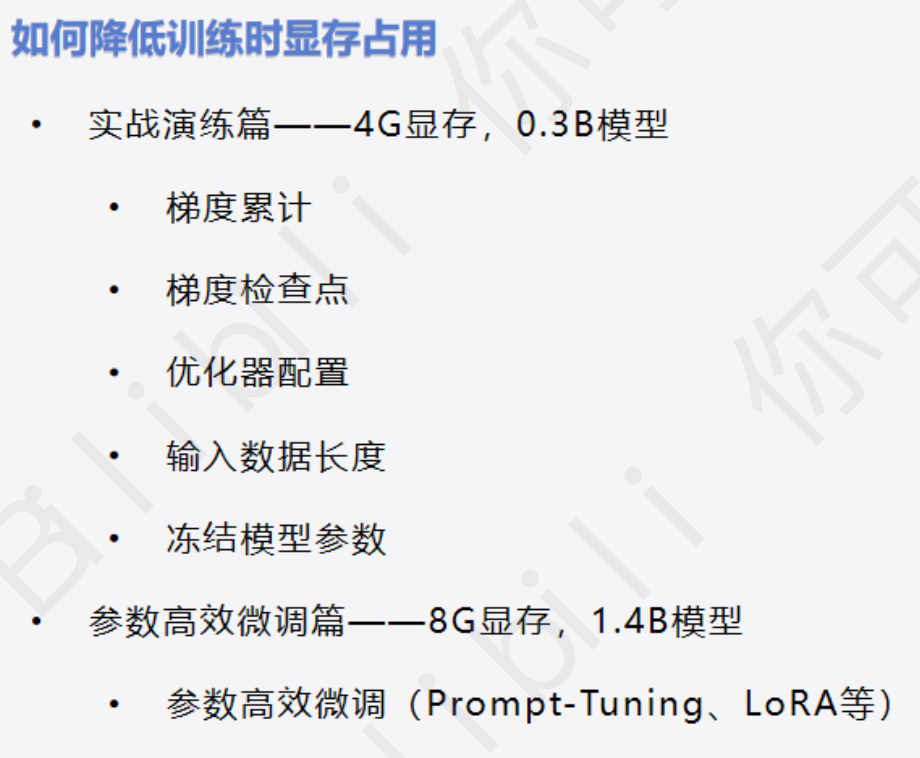 如何降低训练时显存占用
• 实战演练篇——4G显存，0.3B模型
• 梯度累计
• 梯度检查点
• 优化器配置
• 输入数据长度
• 冻结模型参数
• 参数高效微调篇——8G显存，1.4B模型
• 参数高效微调（Prompt-Tuning、LoRA等）